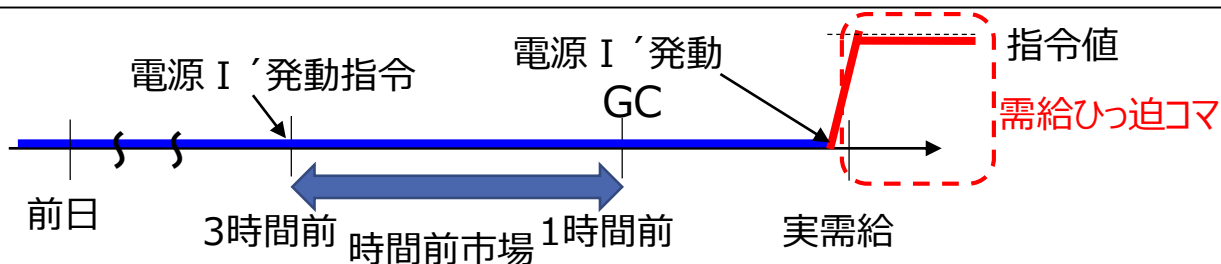 電源Ⅰ´発動指令
電源Ⅰ´発動
GC
指令値
需給ひっ迫コマ
前日
3時間前
時間前市場
1時間前
実需給